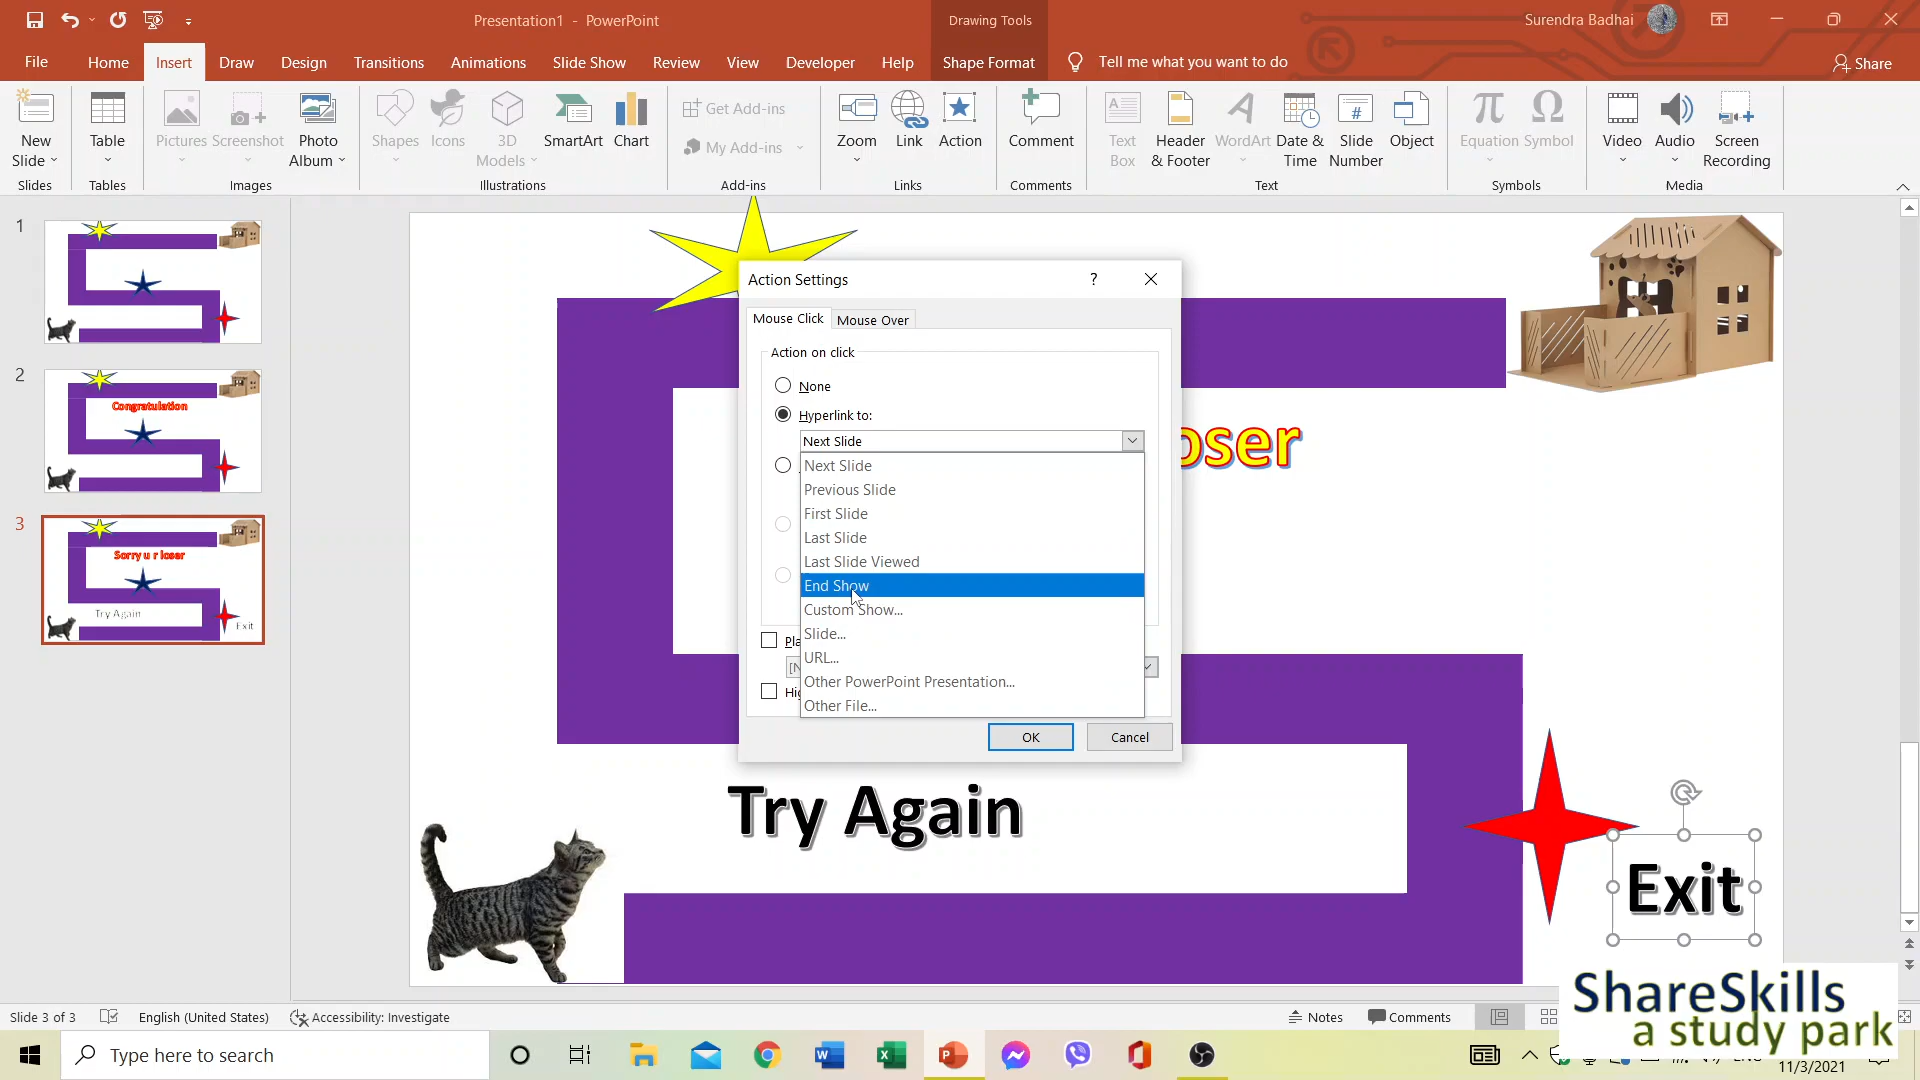 Presentation1 - PowerPoint
Drawing Tools
Surendra Badhai
File
Home
Insert
Draw
Design
Transitions
Animations
Slide Show
Review
View
Developer
Help
Shape Format
Tell me what you want to do
Share
New
Slide
Table
Pictures
Screenshot
Photo
Album
Shapes
Icons
3D
Models
SmartArt
Chart
Get Add-ins
My Add-ins
Zoom
Link
Action
Comment
Text
Box
Header
& Footer
WordArt
Date &
Time
Slide
Number
Object
Equation
Symbol
Video
Audio
Screen
Recording
Slides
Tables
Images
Illustrations
Add-ins
Links
Comments
Text
Symbols
Media
1
2
Congratulation
3
Sorry u r loser
Try Again
Exit
Action Settings
?
Mouse Click
Mouse Over
Action on click
None
Hyperlink to:
Next Slide
Next Slide
Previous Slide
First Slide
Last Slide
Last Slide Viewed
End Show
Custom Show...
Slide...
URL...
Other PowerPoint Presentation...
Other File...
OK
Cancel
oser
Try Again
Exit
ShareSkills
a study park
Slide 3 of 3
English (United States)
Accessibility: Investigate
Notes
Comments
Type here to search
11/3/2021